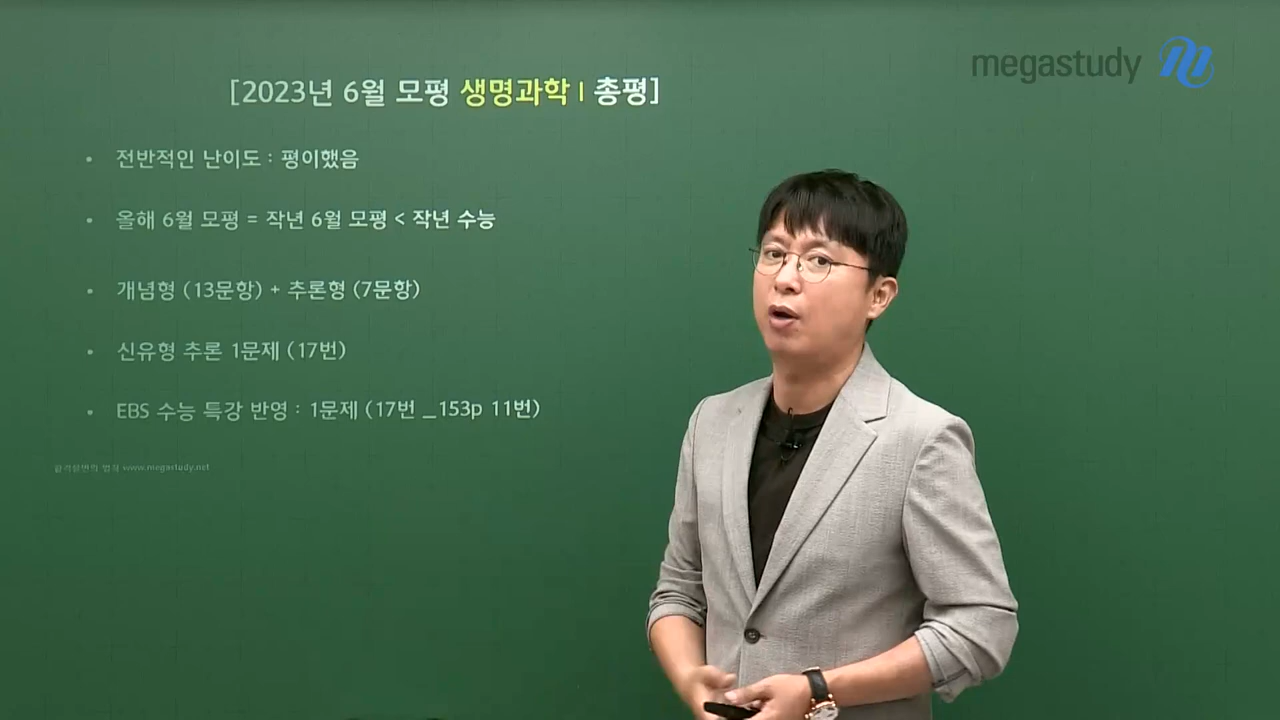 megastudy
[2023년 6월 모평 생명과학 I 총평]
• 전반적인 난이도 : 평이했음
• 올해 6월 모평 = 작년 6월 모평 < 작년 수능
• 개념형 (13문항) + 추론형 (7문항)
• 신유형 추론 1문제 (17번)
• EBS 수능 특강 반영 : 1문제 (17번 _153p 11번)
www.megastudy.net